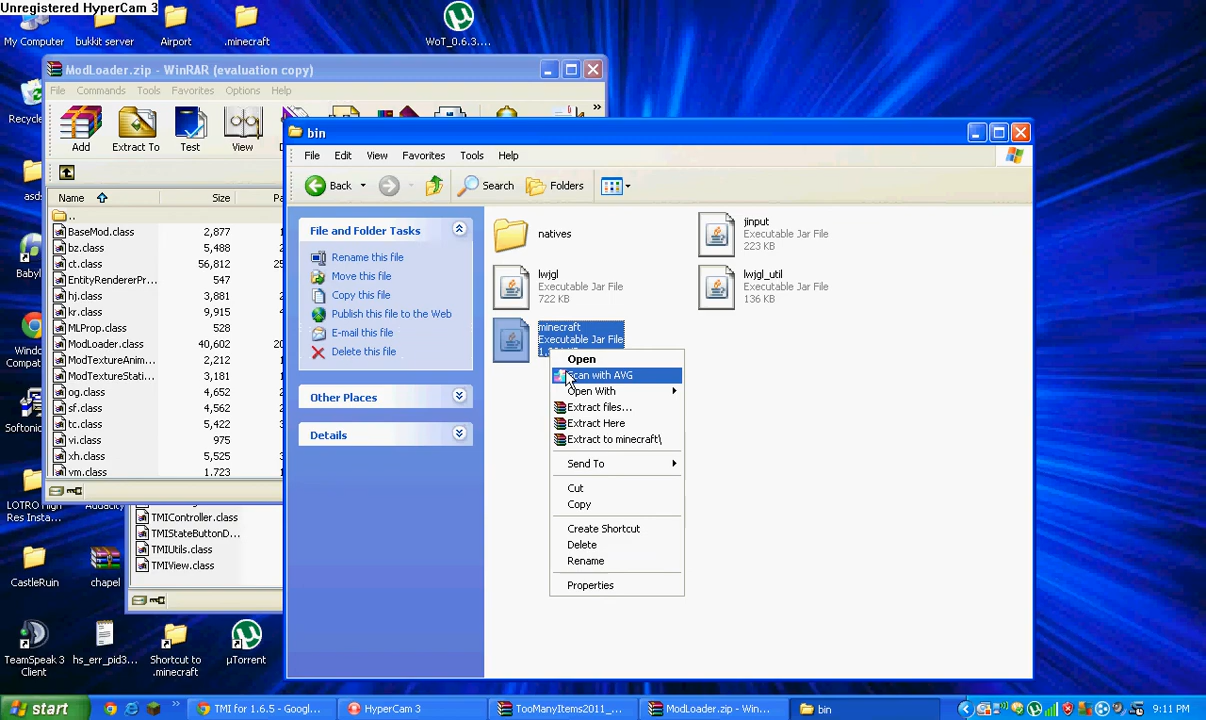 Unregistered HyperCam 3
My Computer
bukkit server
Airport
.minecraft
WoT_0.6.3....
ModLoader.zip - WinRAR (evaluation copy)
File
Commands
Tools
Favorites
Options
Help
Add
Extract To
Test
View
Name
Size
..
BaseMod.class
2,877
bz.class
5,488
ct.class
56,812
EntityRendererPr...
547
hj.class
3,881
kr.class
9,915
MLProp.class
528
ModLoader.class
40,602
ModTextureAnim...
2,212
ModTextureStati...
3,181
og.class
4,652
sf.class
4,562
tc.class
5,422
vi.class
975
xh.class
5,525
vm.class
1,723
TMIController.class
TMIStateButtonD...
TMIUtils.class
TMIView.class
bin
File
Edit
View
Favorites
Tools
Help
Back
Search
Folders
File and Folder Tasks
Rename this file
Move this file
Copy this file
Publish this file to the Web
E-mail this file
Delete this file
Other Places
Details
natives
jinput
Executable Jar File
223 KB
lwjgl
Executable Jar File
722 KB
lwjgl_util
Executable Jar File
136 KB
minecraft
Executable Jar File
Open
Scan with AVG
Open With
Extract files...
Extract Here
Extract to minecraft\
Send To
Cut
Copy
Create Shortcut
Delete
Rename
Properties
LOTRO High
Res Insta...
Audacity
CastleRuin
chapel
TeamSpeak 3
Client
hs_err_pid3...
Shortcut to
.minecraft
µTorrent
start
TMI for 1.6.5 - Googl...
HyperCam 3
TooManyItems2011_...
ModLoader.zip - Win...
bin
9:11 PM